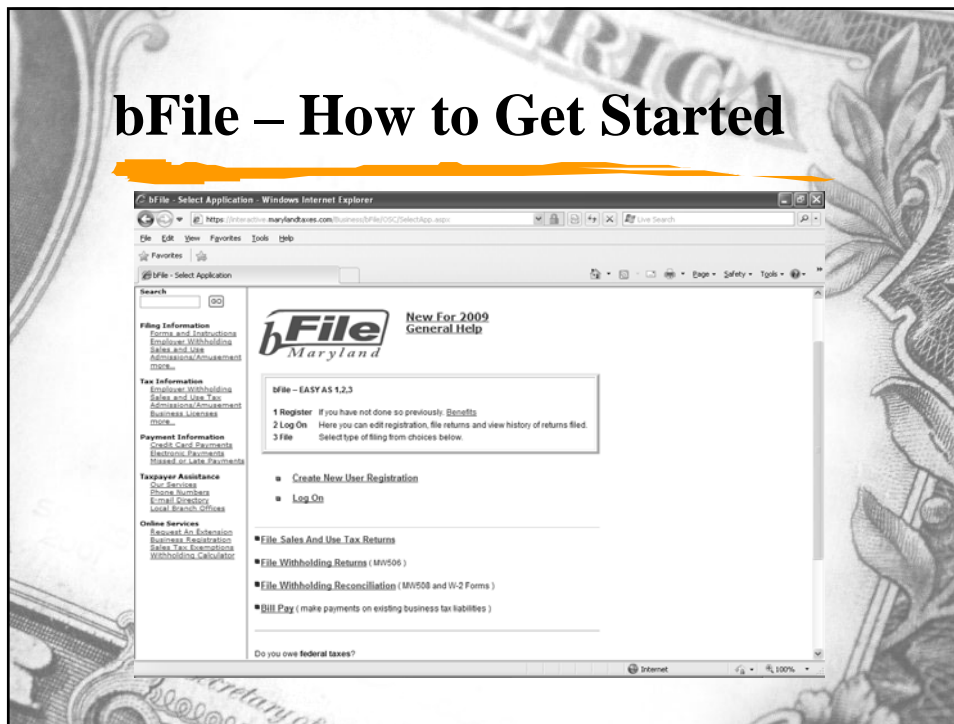 ERICA
bFile – How to Get Started
bFile - Select Application - Windows Internet Explorer
https://interactive.marylandtaxes.com/Business/bFile/OSC/SelectApp.aspx
Live Search
File Edit View Favorites Tools Help
Favorites
bFile - Select Application
Page Safety Tools
Search
GO
Filing Information
Forms and Instructions
Employer Withholding
Sales and Use
Admissions/Amusement
more...
Tax Information
Employer Withholding
Sales and Use Tax
Admissions/Amusement
Business Licenses
more...
Payment Information
Credit Card Payments
Electronic Payments
Missed or Late Payments
Taxpayer Assistance
Our Services
Phone Numbers
E-mail Directory
Local Branch Offices
Online Services
Request An Extension
Business Registration
Sales Tax Exemptions
Withholding Calculator
bFile
Maryland
New For 2009
General Help
bFile – EASY AS 1,2,3
1 Register If you have not done so previously. Benefits
2 Log On Here you can edit registration, file returns and view history of returns filed.
3 File Select type of filing from choices below.
Create New User Registration
Log On
File Sales And Use Tax Returns
File Withholding Returns ( MW506 )
File Withholding Reconciliation ( MW508 and W-2 Forms )
Bill Pay ( make payments on existing business tax liabilities )
Do you owe federal taxes?
Internet
100%
Secretary of